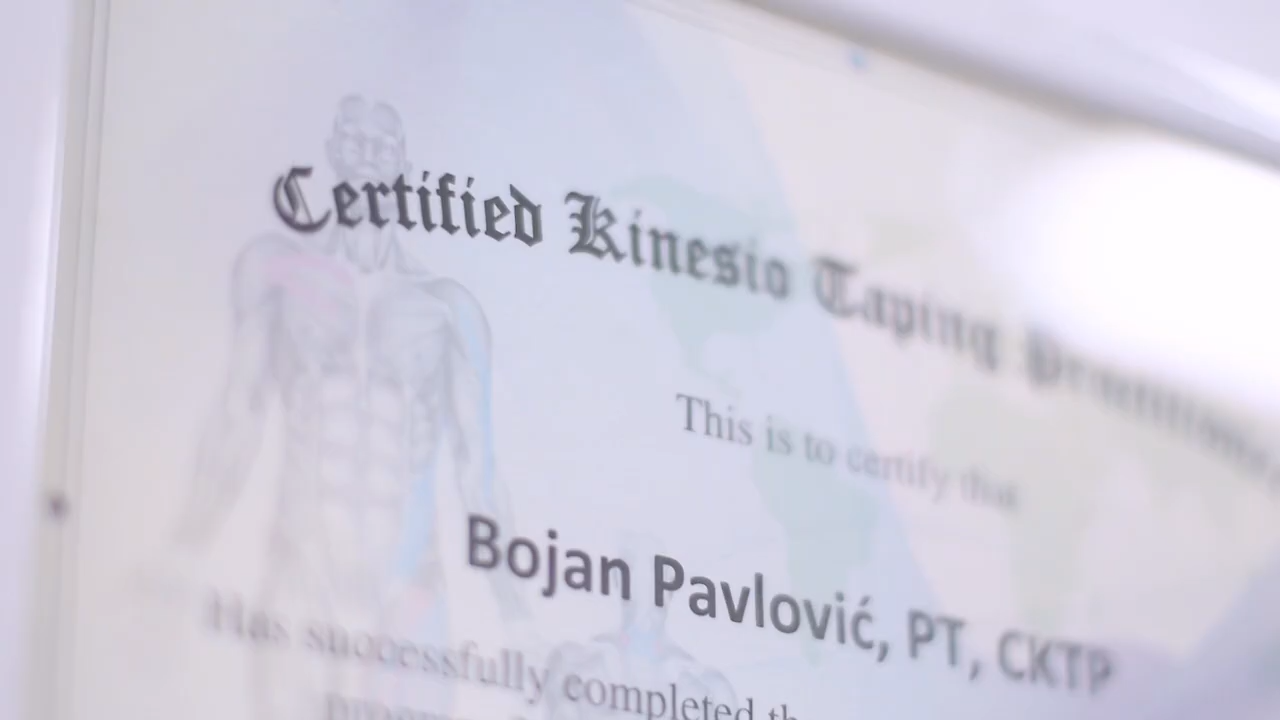 Certified Kinesio Taping
This is to certify that
Bojan Pavlović, PT, CKTP
Has successfully completed